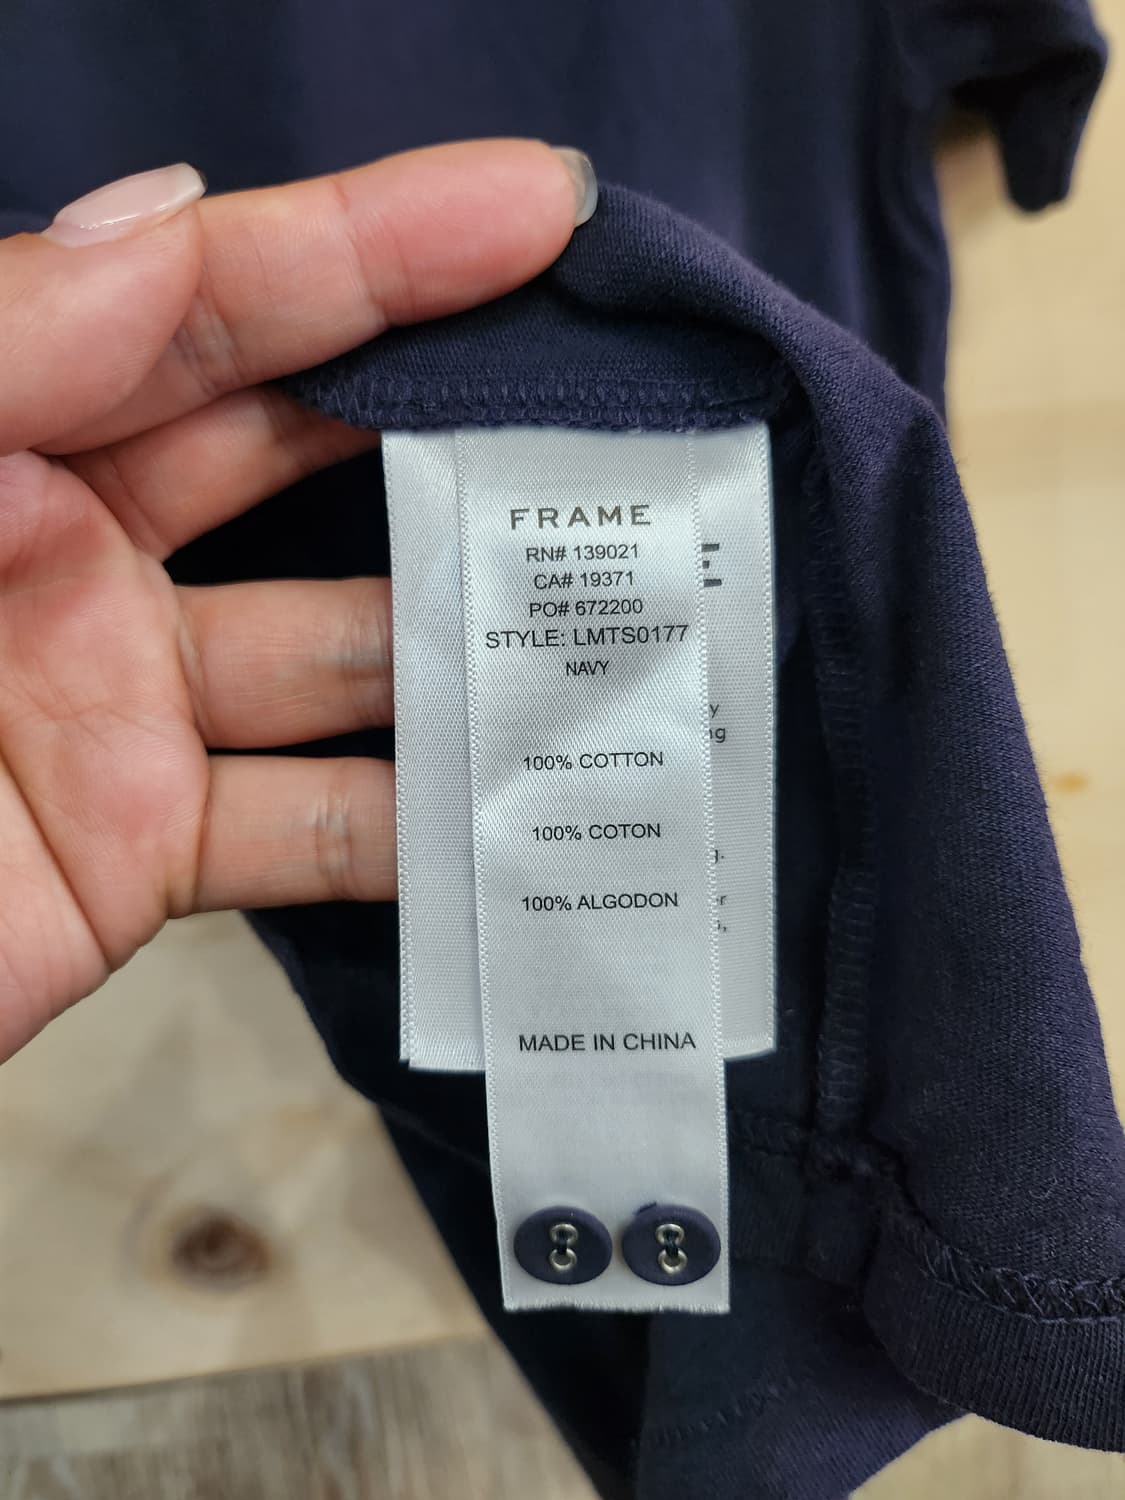 FRAME
RN# 139021
CA# 19371
PO# 672200
STYLE: LMTS0177
NAVY
100% COTTON
100% COTON
100% ALGODON
MADE IN CHINA